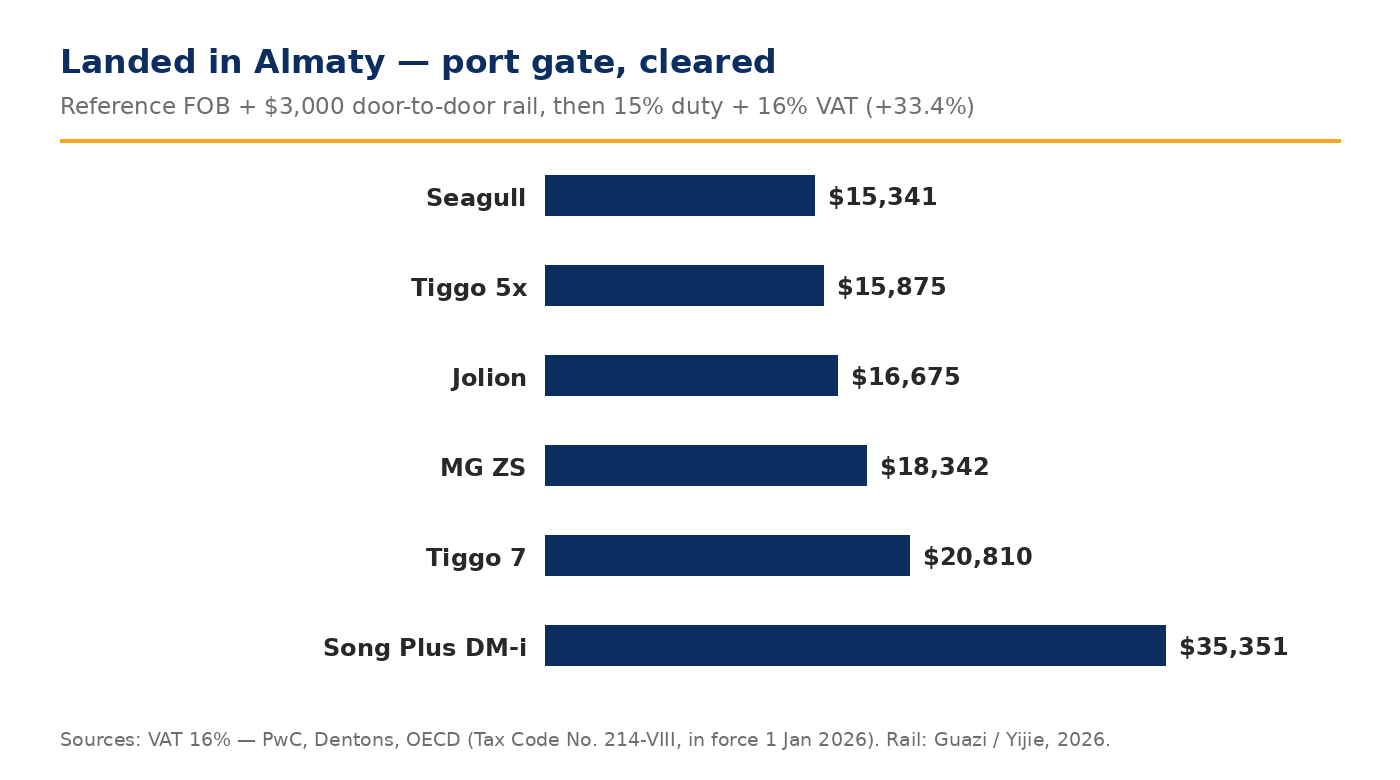 Landed in Almaty — port gate, cleared
Reference FOB + $3,000 door-to-door rail, then 15% duty + 16% VAT (+33.4%)
Seagull $15,341
Tiggo 5x $15,875
Jolion $16,675
MG ZS $18,342
Tiggo 7 $20,810
Song Plus DM-i $35,351
Sources: VAT 16% — PwC, Dentons, OECD (Tax Code No. 214-VIII, in force 1 Jan 2026). Rail: Guazi / Yijie, 2026.